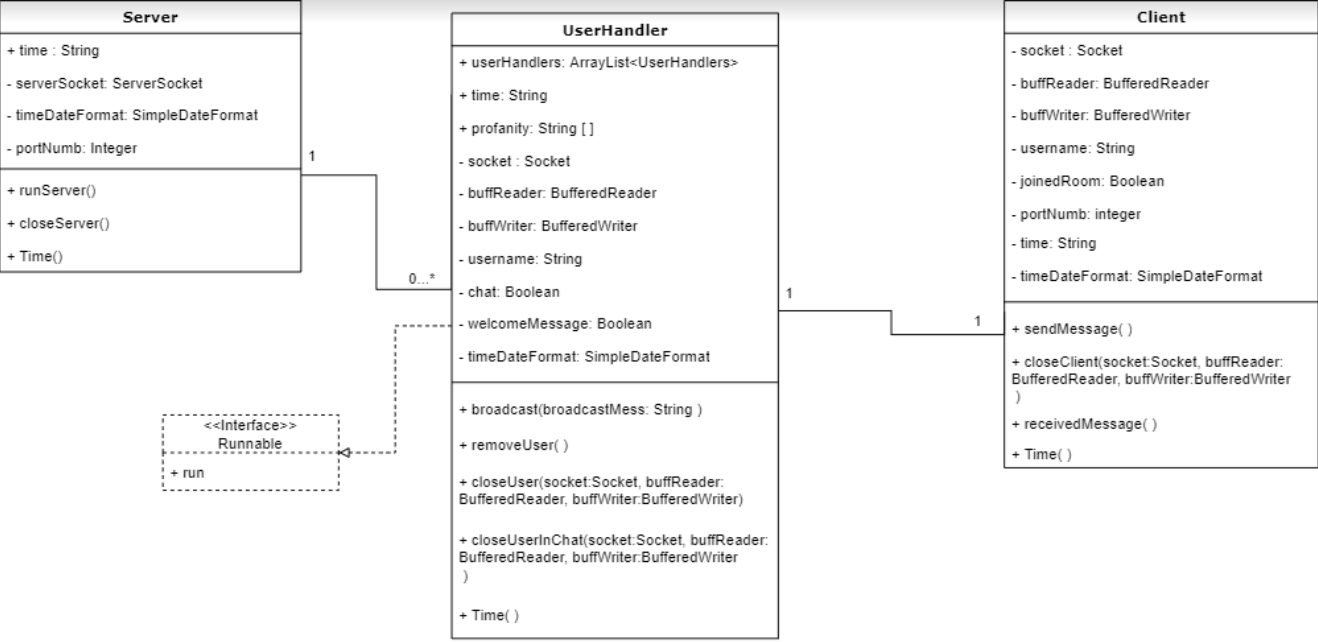 Server
+ time : String
- serverSocket: ServerSocket
- timeDateFormat: SimpleDateFormat
- portNumb: Integer
+ runServer()
+ closeServer()
+ Time()
1
0...*
UserHandler
+ userHandlers: ArrayList<UserHandlers>
+ time: String
+ profanity: String [ ]
- socket : Socket
- buffReader: BufferedReader
- buffWriter: BufferedWriter
- username: String
- chat: Boolean
- welcomeMessage: Boolean
- timeDateFormat: SimpleDateFormat
+ broadcast(broadcastMess: String )
+ removeUser( )
+ closeUser(socket:Socket, buffReader:
BufferedReader, buffWriter:BufferedWriter)
+ closeUserInChat(socket:Socket, buffReader:
BufferedReader, buffWriter:BufferedWriter
)
+ Time( )
<<Interface>>
Runnable
+ run
1
1
Client
- socket : Socket
- buffReader: BufferedReader
- buffWriter: BufferedWriter
- username: String
- joinedRoom: Boolean
- portNumb: integer
- time: String
- timeDateFormat: SimpleDateFormat
+ sendMessage( )
+ closeClient(socket:Socket, buffReader:
BufferedReader, buffWriter:BufferedWriter
)
+ receivedMessage( )
+ Time( )